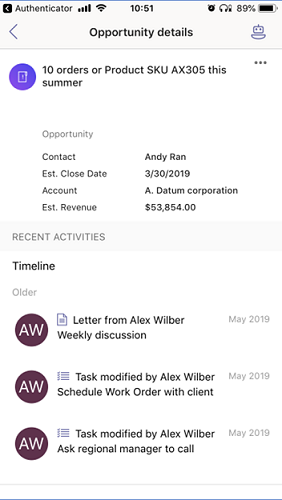 Authenticator 10:51 89%
Opportunity details
10 orders or Product SKU AX305 this
summer
Opportunity
Contact Andy Ran
Est. Close Date 3/30/2019
Account A. Datum corporation
Est. Revenue $53,854.00
RECENT ACTIVITIES
Timeline
Older
AW Letter from Alex Wilber May 2019
Weekly discussion
AW Task modified by Alex Wilber May 2019
Schedule Work Order with client
AW Task modified by Alex Wilber May 2019
Ask regional manager to call